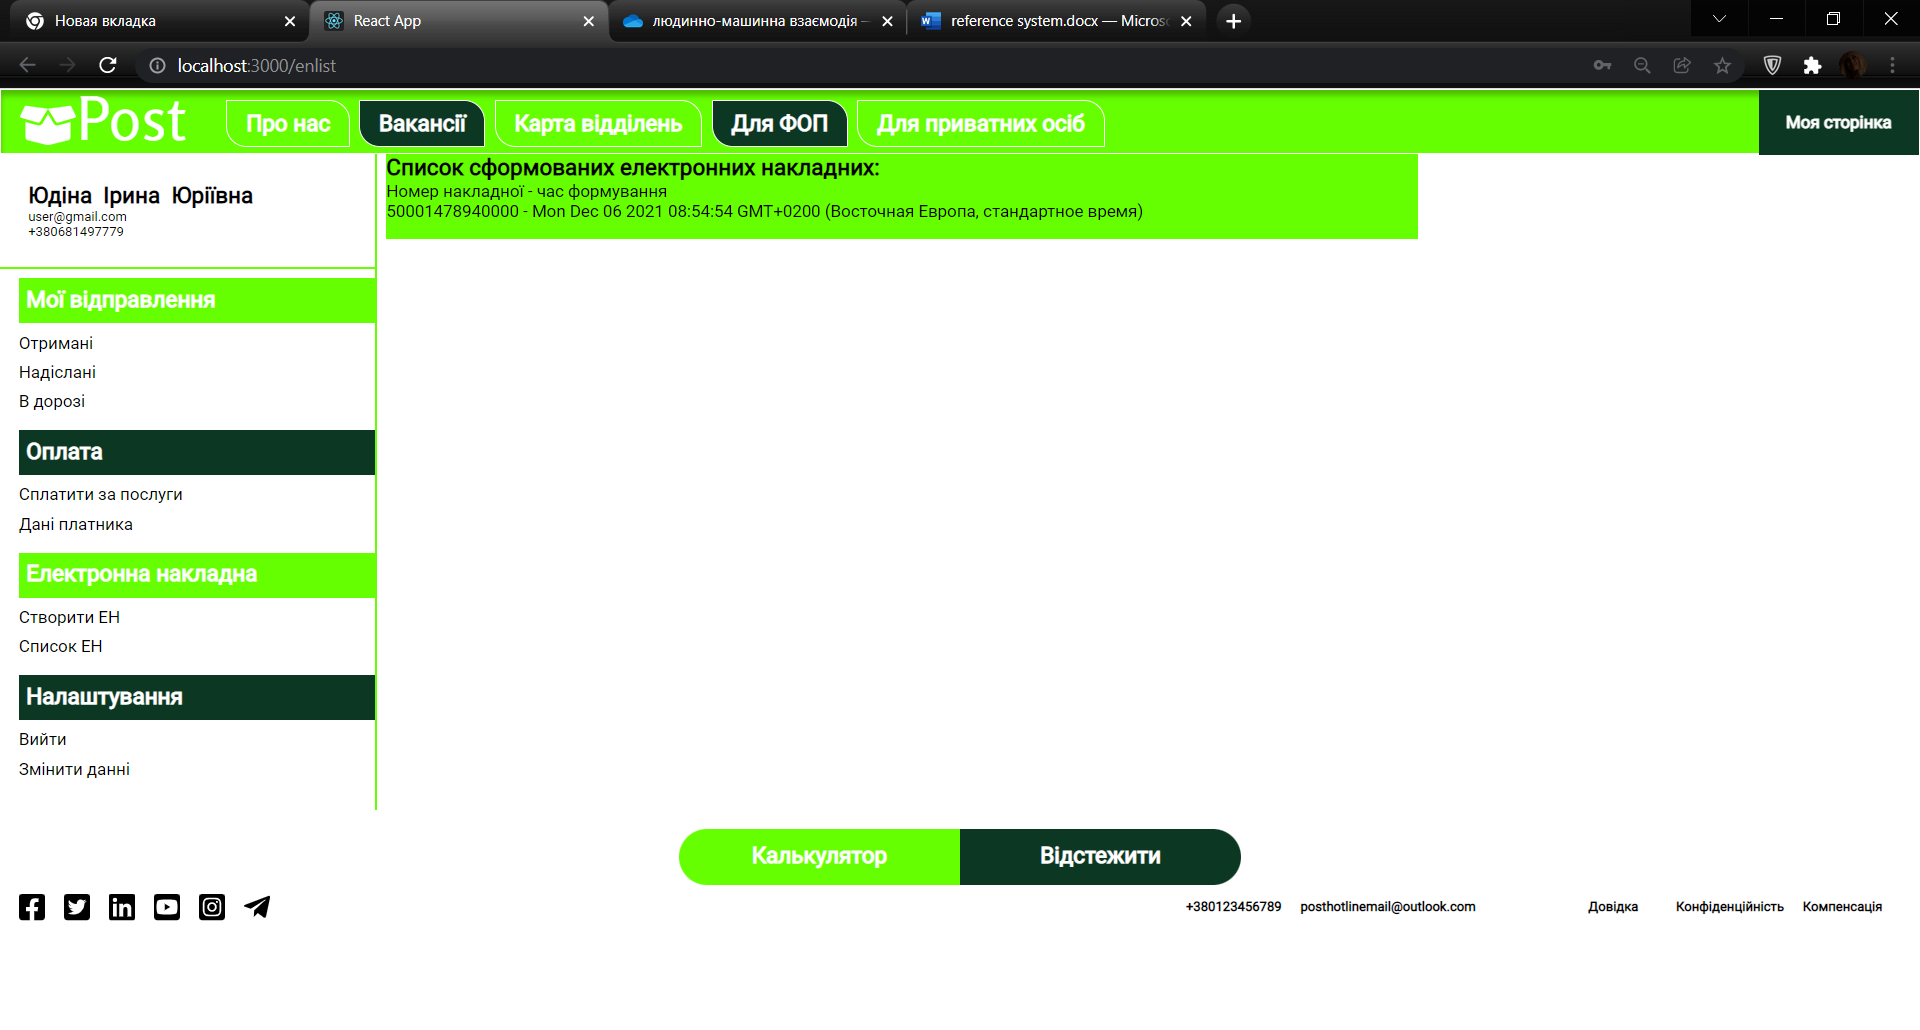 Новая вкладка
React App
людинно-машинна взаємодія –
reference system.docx — Micros
localhost:3000/enlist
Post
Про нас
Вакансії
Карта відділень
Для ФОП
Для приватних осіб
Моя сторінка
Юдіна Ірина Юріївна
user@gmail.com
+380681497779
Список сформованих електронних накладних:
Номер накладної - час формування
50001478940000 - Mon Dec 06 2021 08:54:54 GMT+0200 (Восточная Европа, стандартное время)
Мої відправлення
Отримані
Надіслані
В дорозі
Оплата
Сплатити за послуги
Дані платника
Електронна накладна
Створити ЕН
Список ЕН
Налаштування
Вийти
Змінити данні
Калькулятор
Відстежити
+380123456789
posthotlinemail@outlook.com
Довідка
Конфіденційність
Компенсація